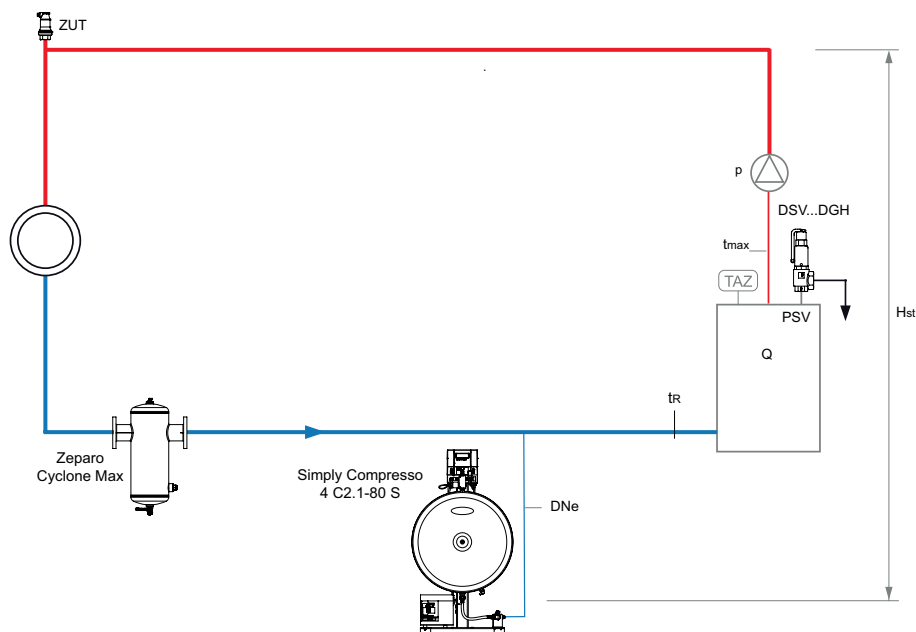 ZUT
p
DSV...DGH
tmax
TAZ
PSV
Hst
Q
tR
Zeparo
Cyclone Max
Simply Compresso
4 C2.1-80 S
DNe